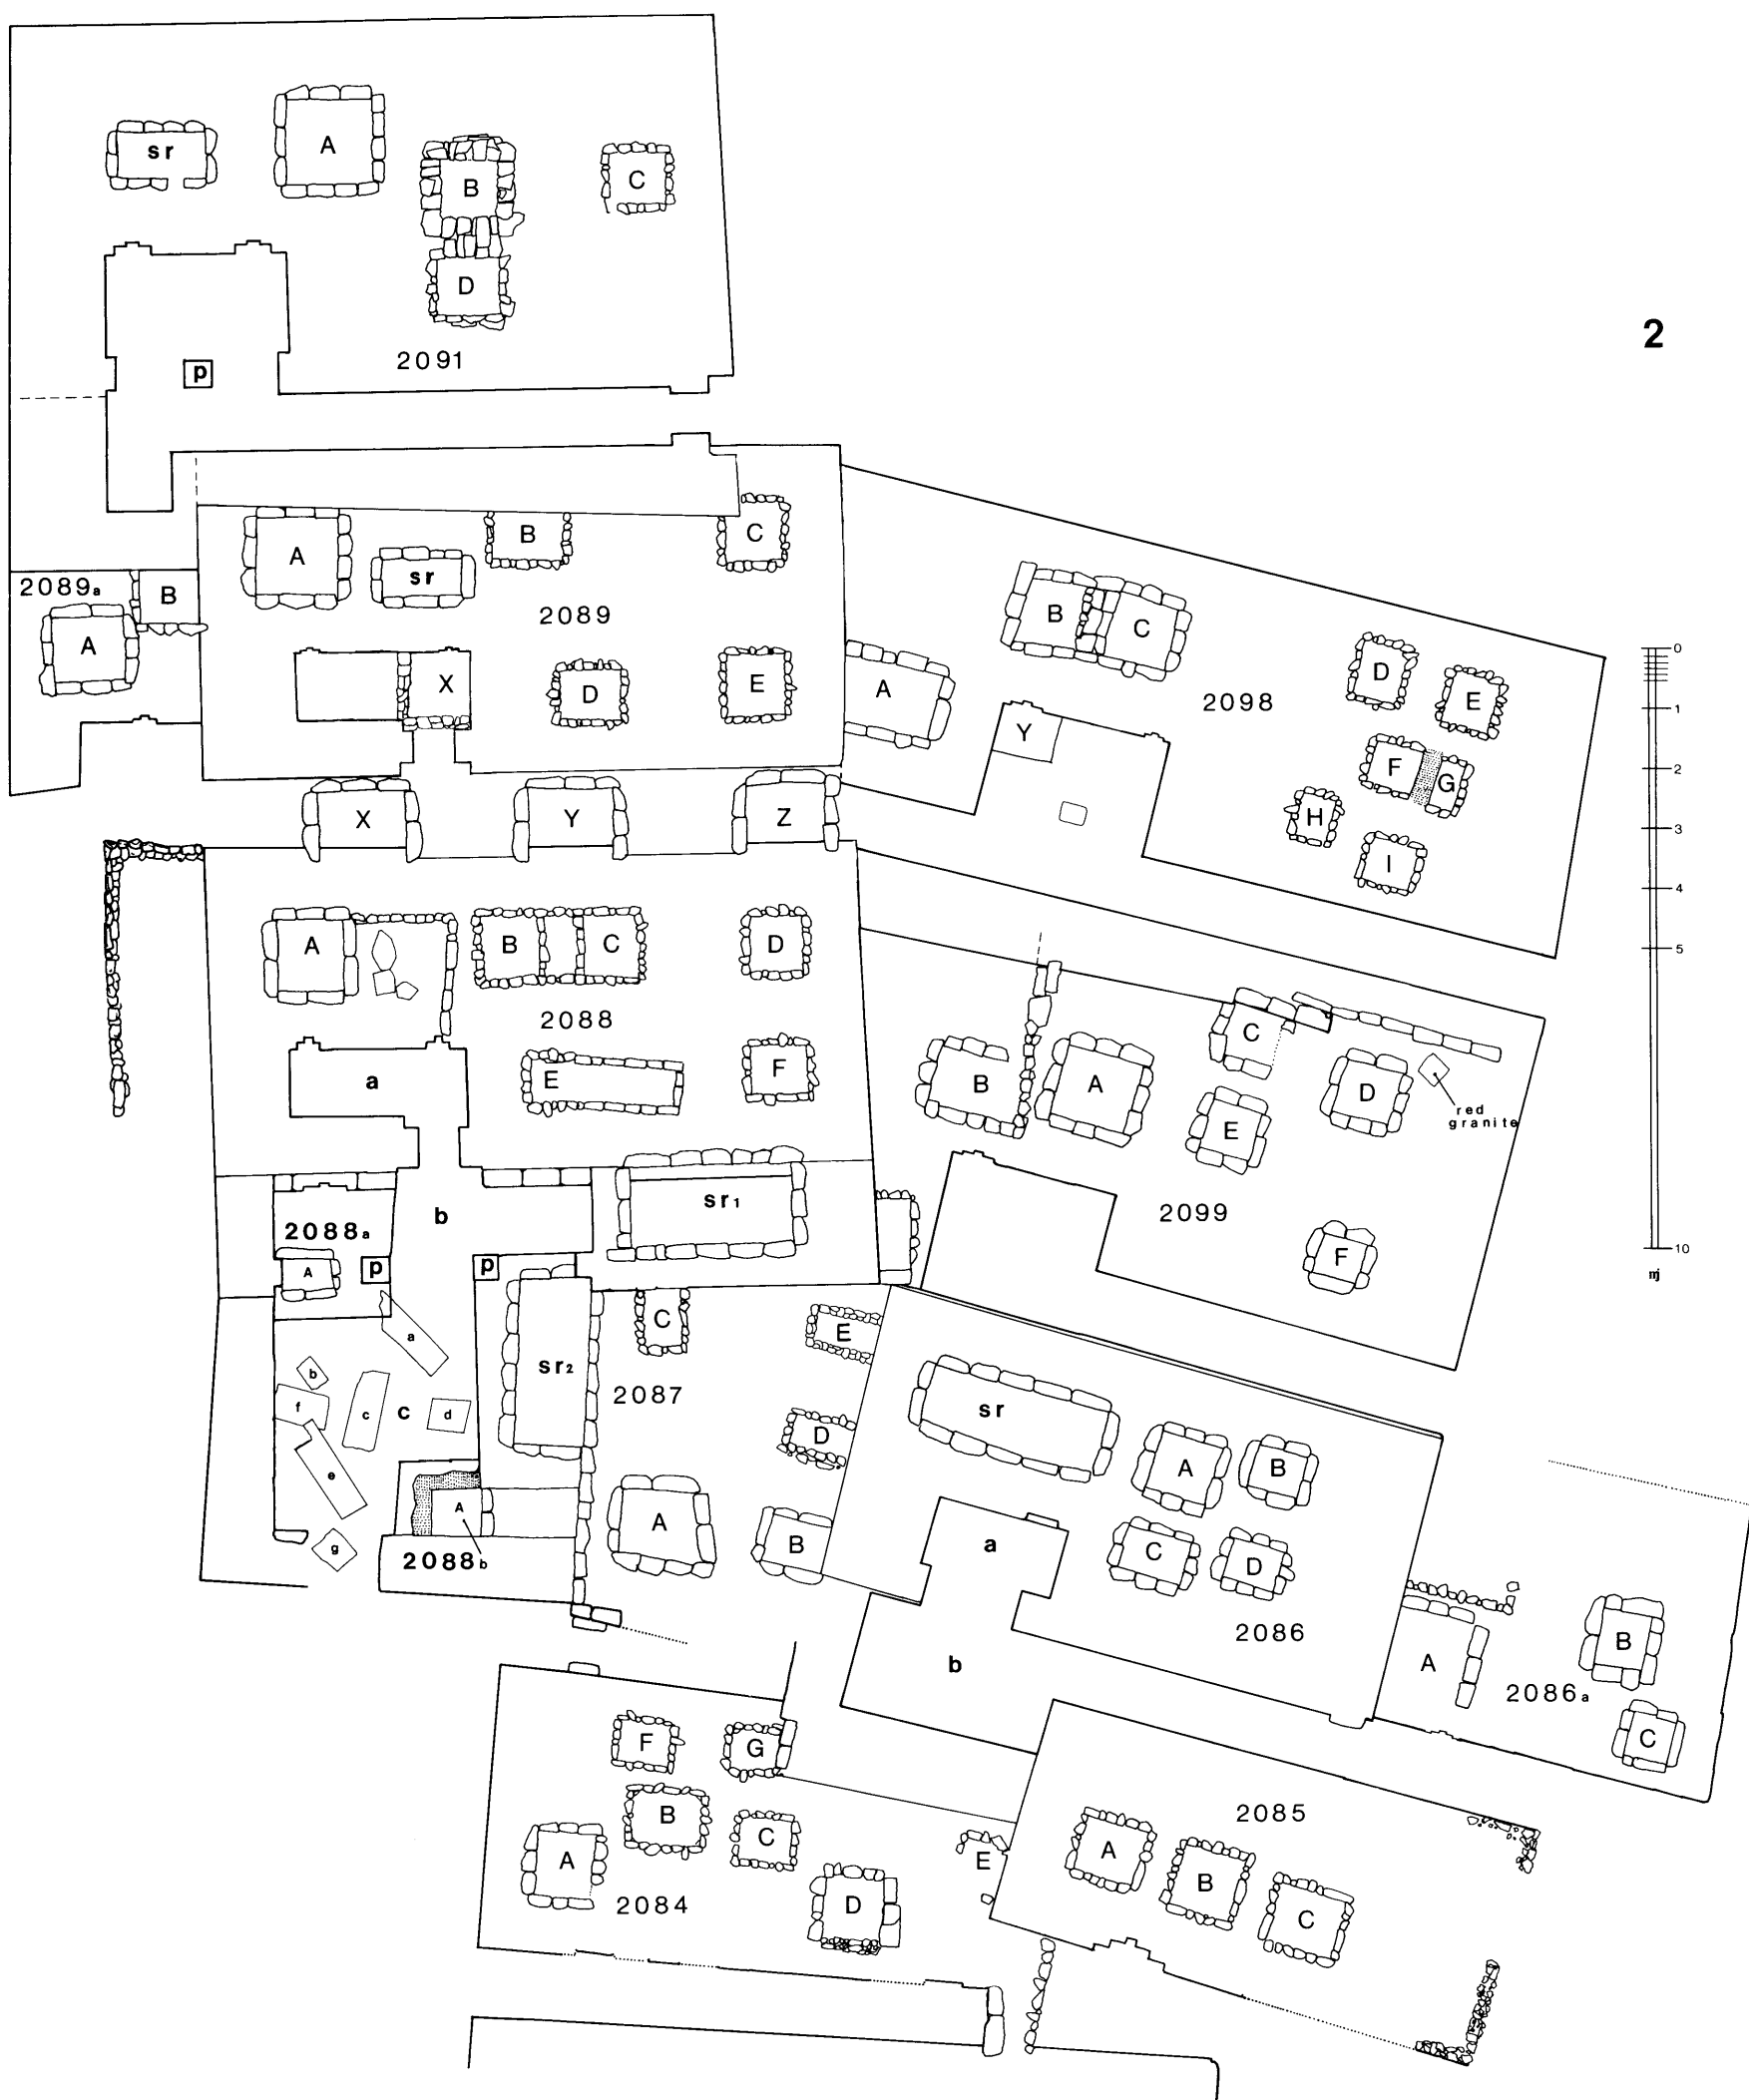 sr
A
B
C
D
2091
p
2
2089a
B
A
A
sr
B
C
2089
X
D
E
A
B
C
2098
D
E
Y
F
G
H
I
0
1
2
3
4
5
10
X
Y
Z
A
B
C
D
2088
a
E
F
B
A
C
D
E
red
granite
2099
F
2088a
A
p
b
p
sr1
sr2
a
b
f
c
C
d
e
g
A
2088b
C
E
2087
D
A
B
sr
A
B
C
D
a
2086
b
A
B
2086a
C
F
G
B
C
A
D
E
2084
2085
A
B
C